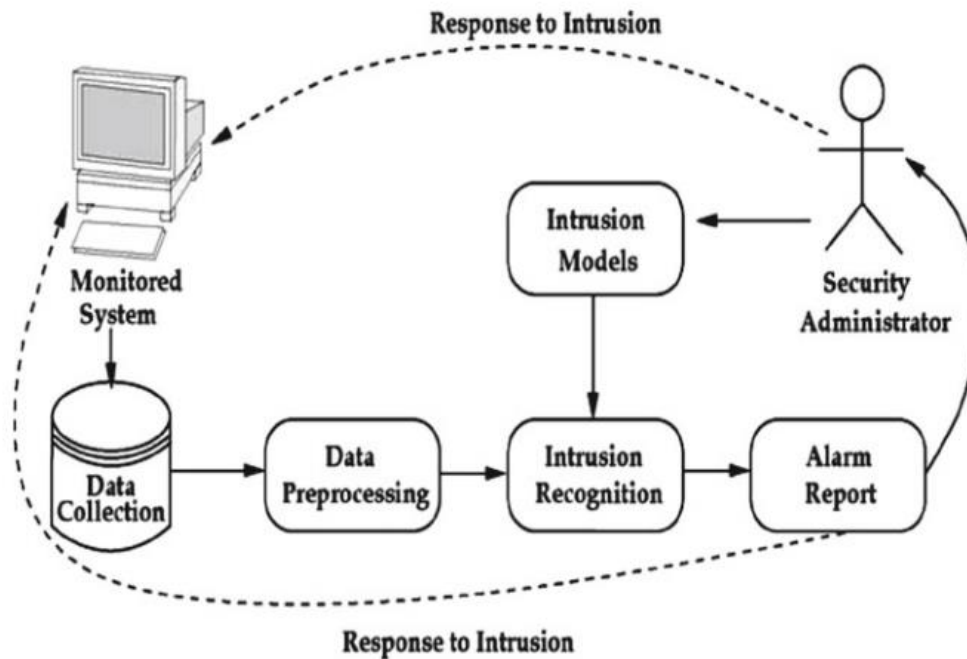 Response to Intrusion
Monitored
System
Intrusion
Models
Security
Administrator
Data
Collection
Data
Preprocessing
Intrusion
Recognition
Alarm
Report
Response to Intrusion